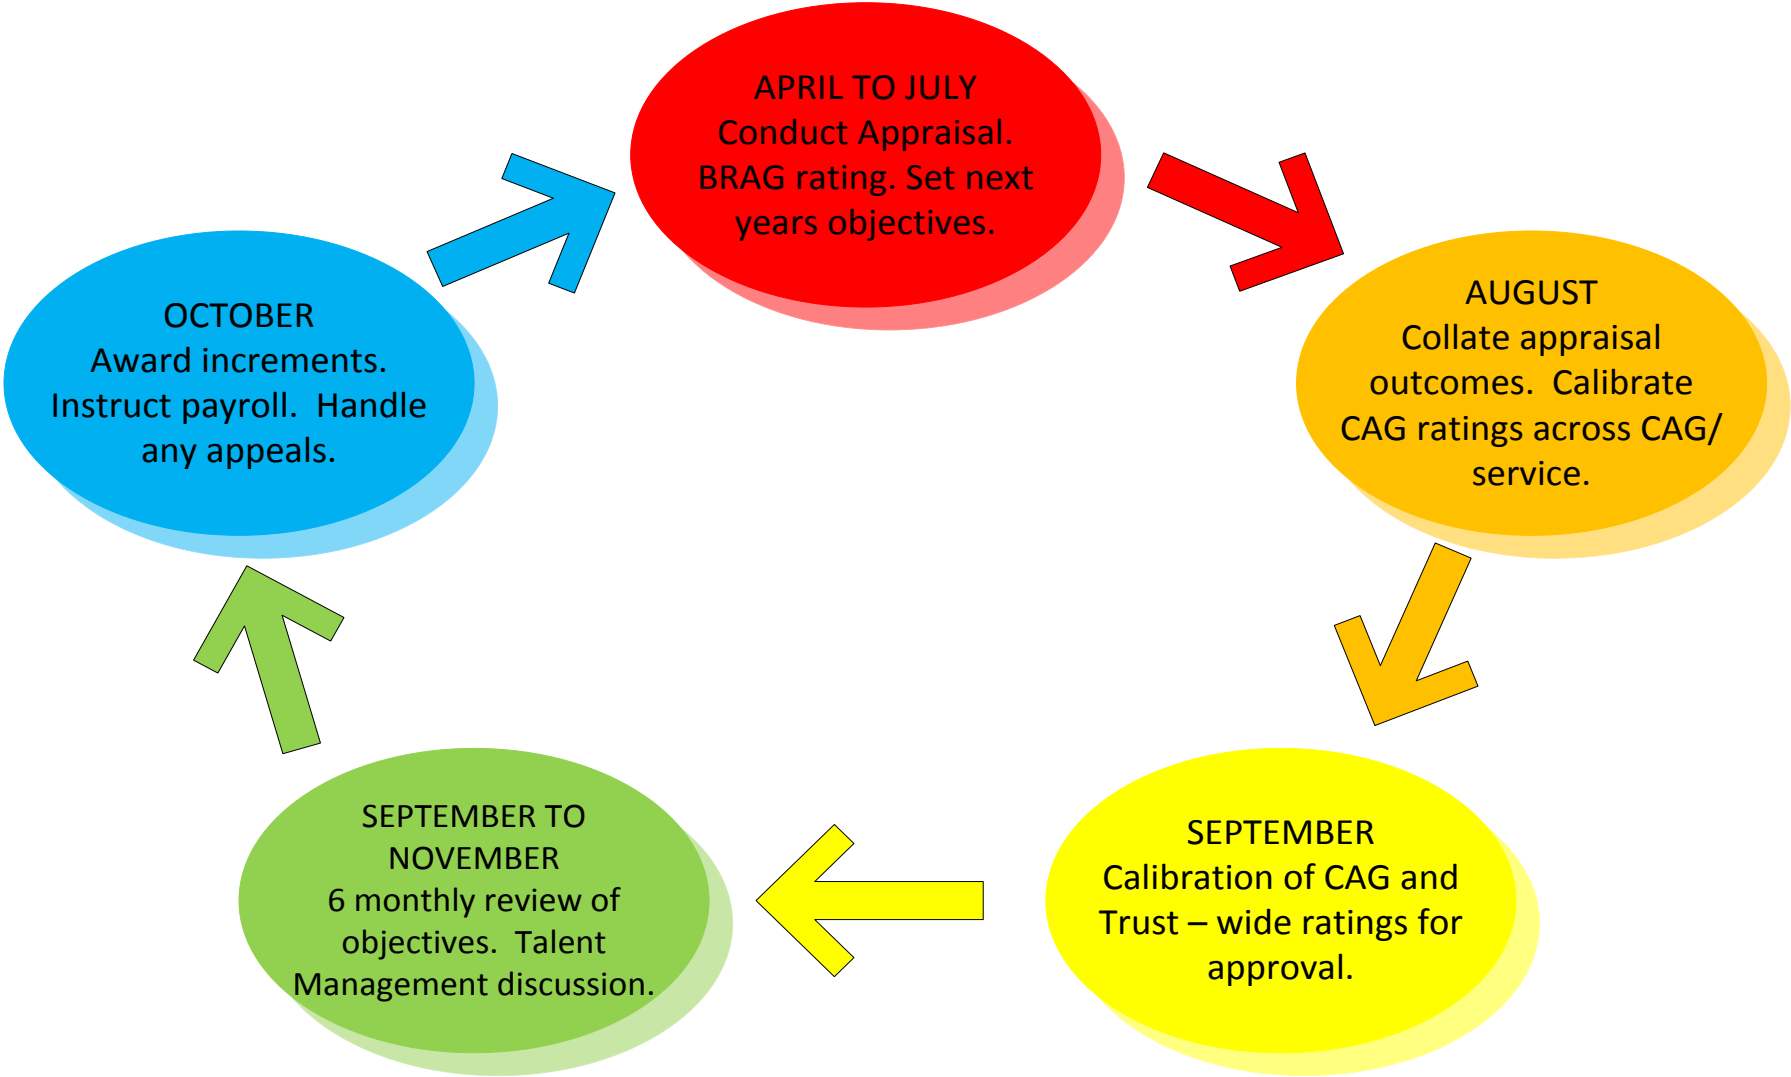 APRIL TO JULY
Conduct Appraisal.
BRAG rating. Set next
years objectives.
AUGUST
Collate appraisal
outcomes.  Calibrate
CAG ratings across CAG/
service.
SEPTEMBER
Calibration of CAG and
Trust – wide ratings for
approval.
SEPTEMBER TO
NOVEMBER
6 monthly review of
objectives.  Talent
Management discussion.
OCTOBER
Award increments.
Instruct payroll.  Handle
any appeals.